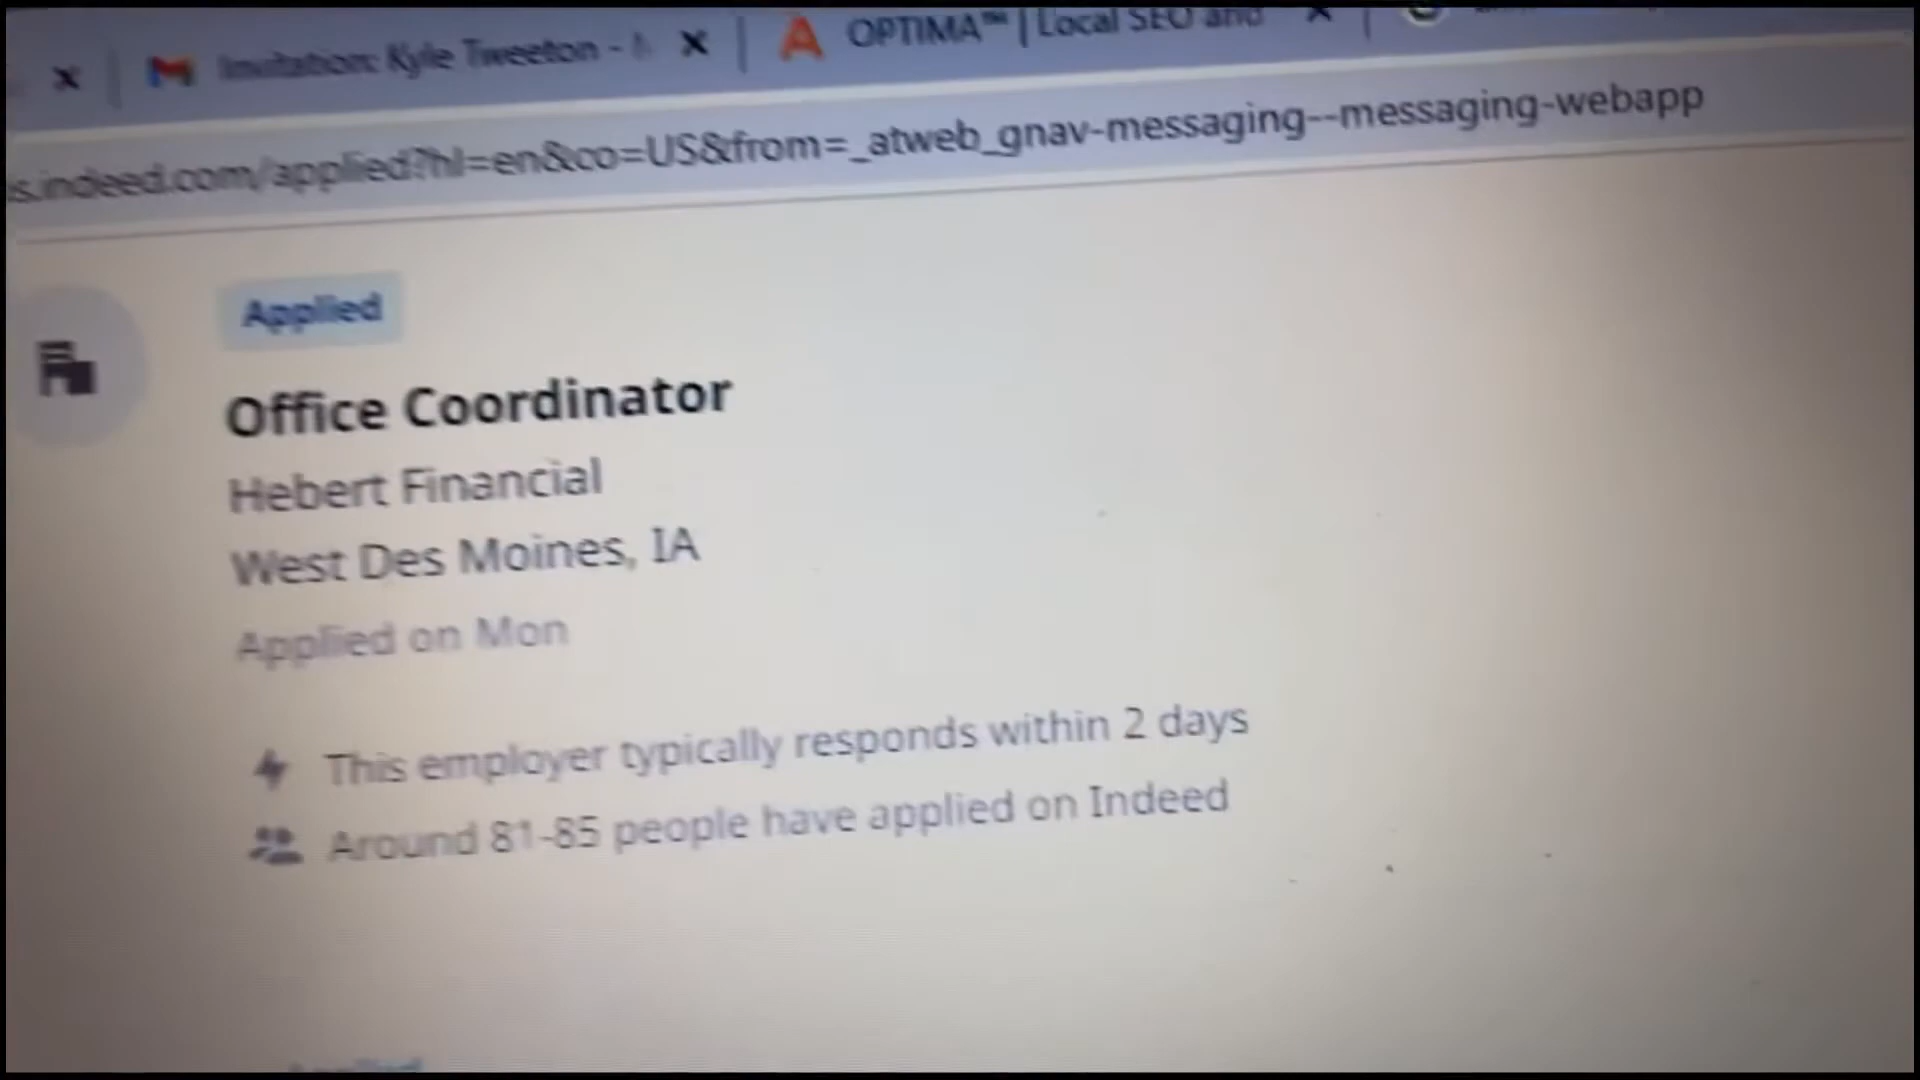 Invitation: Kyle Tweeton -
OPTIMA™ | Local SEO and
s.indeed.com/applied?hl=en&co=US&from=_atweb_gnav-messaging--messaging-webapp
Applied
Office Coordinator
Hebert Financial
West Des Moines, IA
Applied on Mon
This employer typically responds within 2 days
Around 81-85 people have applied on Indeed
Applied